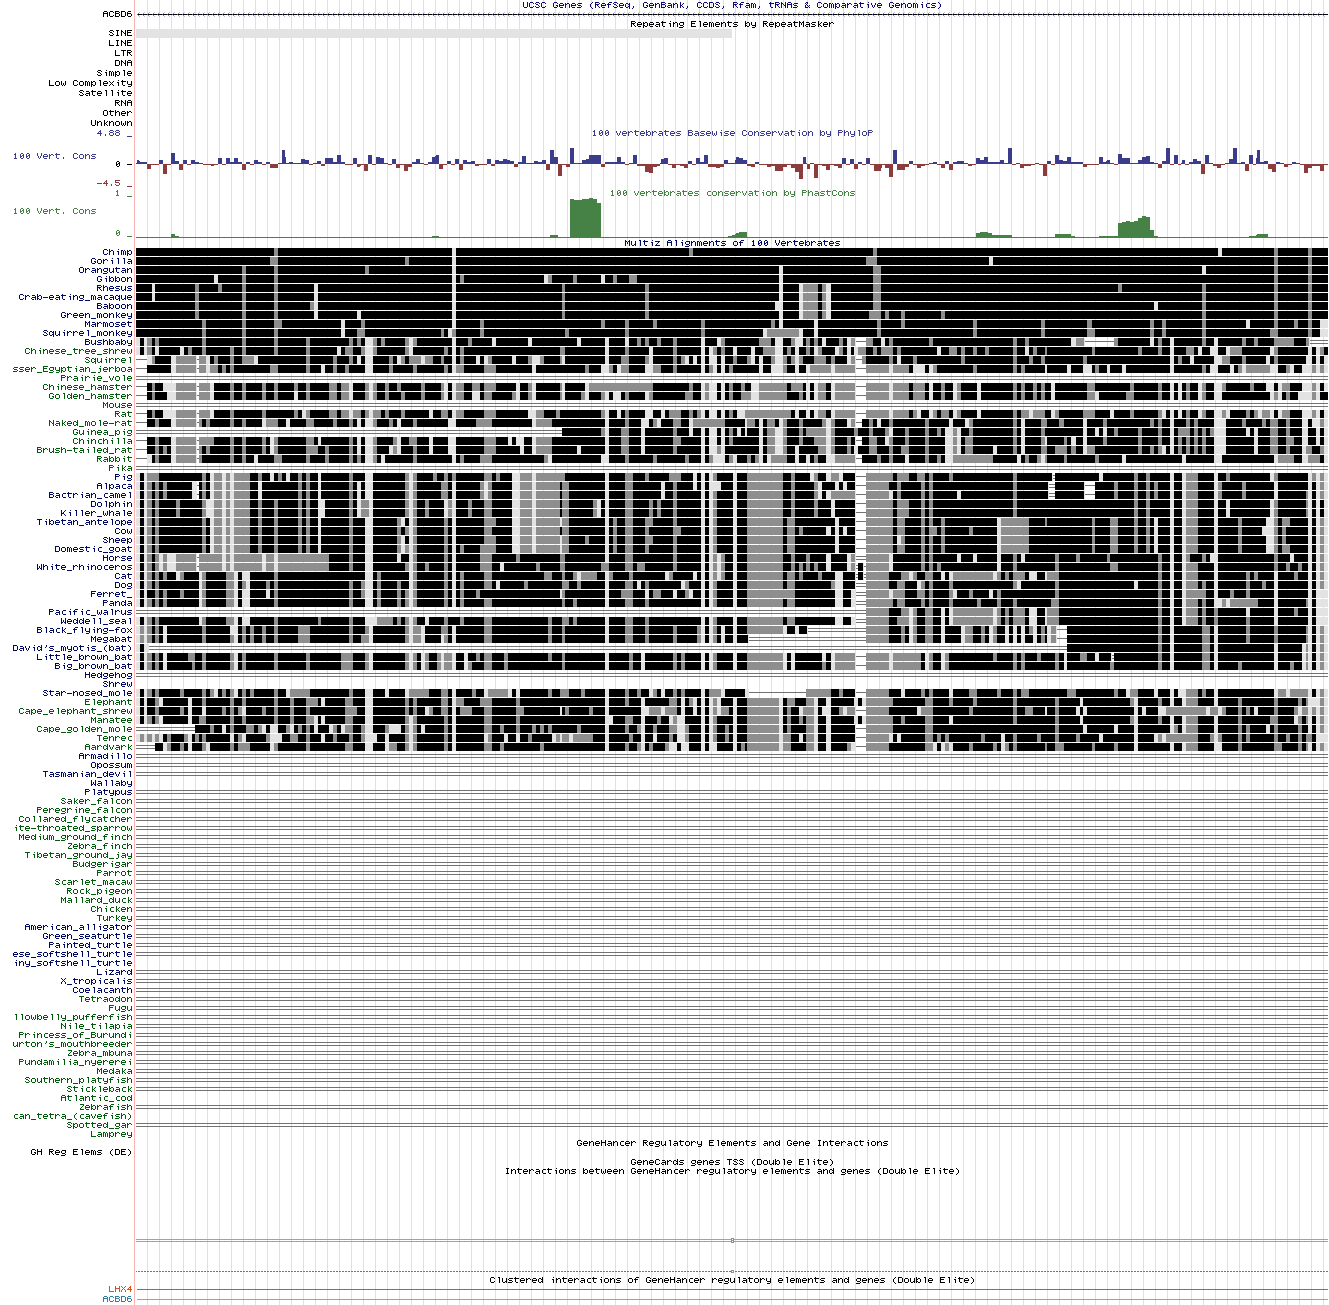 UCSC Genes (RefSeq, GenBank, CCDS, Rfam, tRNAs & Comparative Genomics)
ACBD6
Repeating Elements by RepeatMasker
SINE
LINE
LTR
DNA
Simple
Low Complexity
Satellite
RNA
Other
Unknown
4.88 _
100 vertebrates Basewise Conservation by PhyloP
100 Vert. Cons
0 _
-4.5 _
1 _
100 vertebrates conservation by PhastCons
100 Vert. Cons
0 _
Multiz Alignments of 100 Vertebrates
Chimp
Gorilla
Orangutan
Gibbon
Rhesus
Crab-eating_macaque
Baboon
Green_monkey
Marmoset
Squirrel_monkey
Bushbaby
Chinese_tree_shrew
Squirrel
sser_Egyptian_jerboa
Prairie_vole
Chinese_hamster
Golden_hamster
Mouse
Rat
Naked_mole-rat
Guinea_pig
Chinchilla
Brush-tailed_rat
Rabbit
Pika
Pig
Alpaca
Bactrian_camel
Dolphin
Killer_whale
Tibetan_antelope
Cow
Sheep
Domestic_goat
Horse
White_rhinoceros
Cat
Dog
Ferret_
Panda
Pacific_walrus
Weddell_seal
Black_flying-fox
Megabat
David's_myotis_(bat)
Little_brown_bat
Big_brown_bat
Hedgehog
Shrew
Star-nosed_mole
Elephant
Cape_elephant_shrew
Manatee
Cape_golden_mole
Tenrec
Aardvark
Armadillo
Opossum
Tasmanian_devil
Wallaby
Platypus
Saker_falcon
Peregrine_falcon
Collared_flycatcher
ite-throated_sparrow
Medium_ground_finch
Zebra_finch
Tibetan_ground_jay
Budgerigar
Parrot
Scarlet_macaw
Rock_pigeon
Mallard_duck
Chicken
Turkey
American_alligator
Green_seaturtle
Painted_turtle
ese_softshell_turtle
iny_softshell_turtle
Lizard
X_tropicalis
Coelacanth
Tetraodon
Fugu
llowbelly_pufferfish
Nile_tilapia
Princess_of_Burundi
urton's_mouthbreeder
Zebra_mbuna
Pundamilia_nyererei
Medaka
Southern_platyfish
Stickleback
Atlantic_cod
Zebrafish
can_tetra_(cavefish)
Spotted_gar
Lamprey
GeneHancer Regulatory Elements and Gene Interactions
GH Reg Elems (DE)
GeneCards genes TSS (Double Elite)
Interactions between GeneHancer regulatory elements and genes (Double Elite)
Clustered interactions of GeneHancer regulatory elements and genes (Double Elite)
LHX4
ACBD6